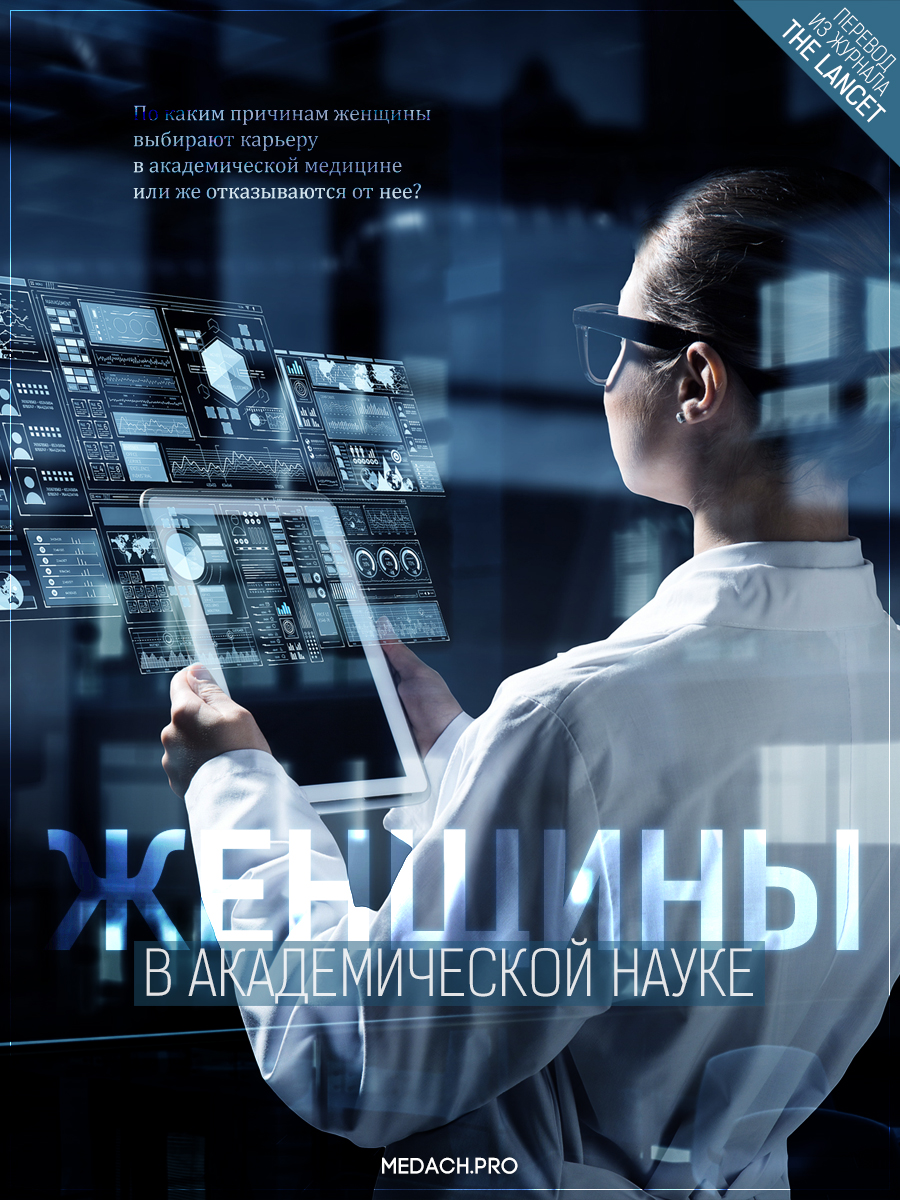 ПЕРЕВОД
ИЗ ЖУРНАЛА
THE LANCET
По каким причинам женщины
выбирают карьеру
в академической медицине
или же отказываются от нее?
MANAGEMENT
ЖЕНЩИНЫ
В АКАДЕМИЧЕСКОЙ НАУКЕ
MEDACH.PRO